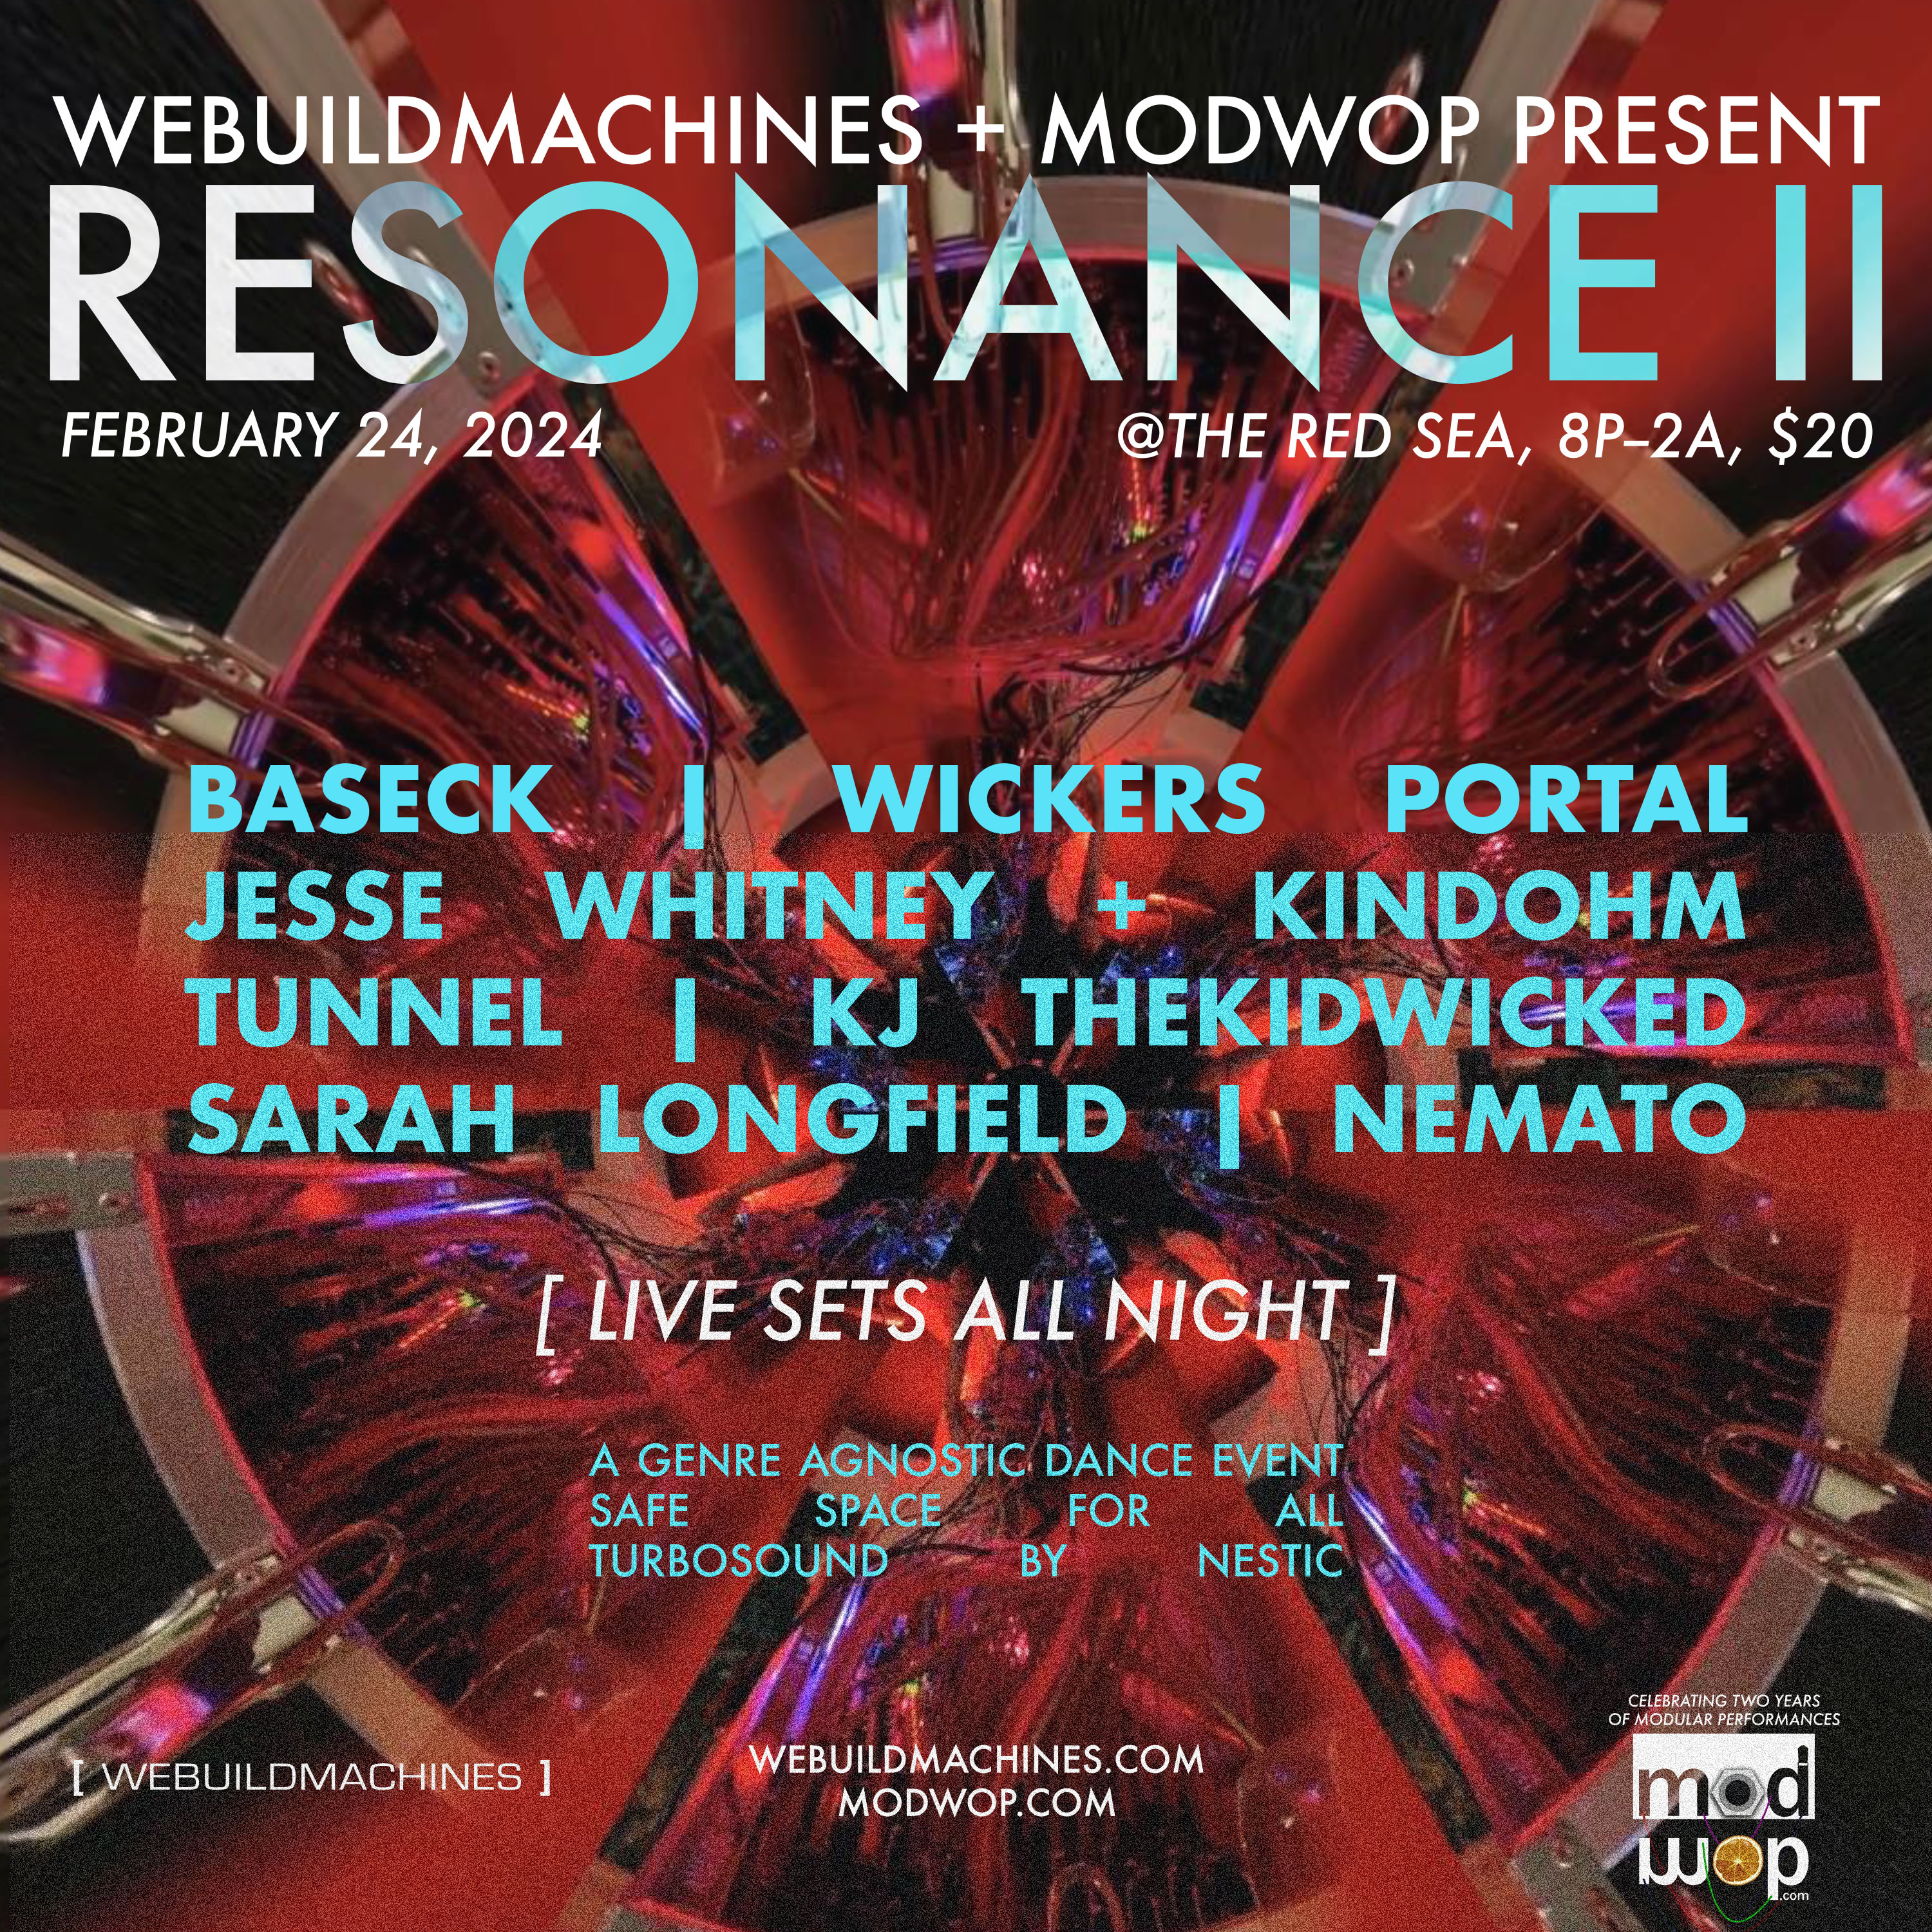 WEBUILDMACHINES + MODWOP PRESENT
RESONANCE II
FEBRUARY 24, 2024
@THE RED SEA, 8P–2A, $20
BASECK | WICKERS PORTAL
JESSE WHITNEY + KINDOHM
TUNNEL | KJ THEKIDWICKED
SARAH LONGFIELD | NEMATO
[ LIVE SETS ALL NIGHT ]
A GENRE AGNOSTIC DANCE EVENT
SAFE SPACE FOR ALL
TURBOSOUND BY NESTIC
[ WEBUILDMACHINES ]
WEBUILDMACHINES.COM
MODWOP.COM
CELEBRATING TWO YEARS
OF MODULAR PERFORMANCES
mod
wop
.com